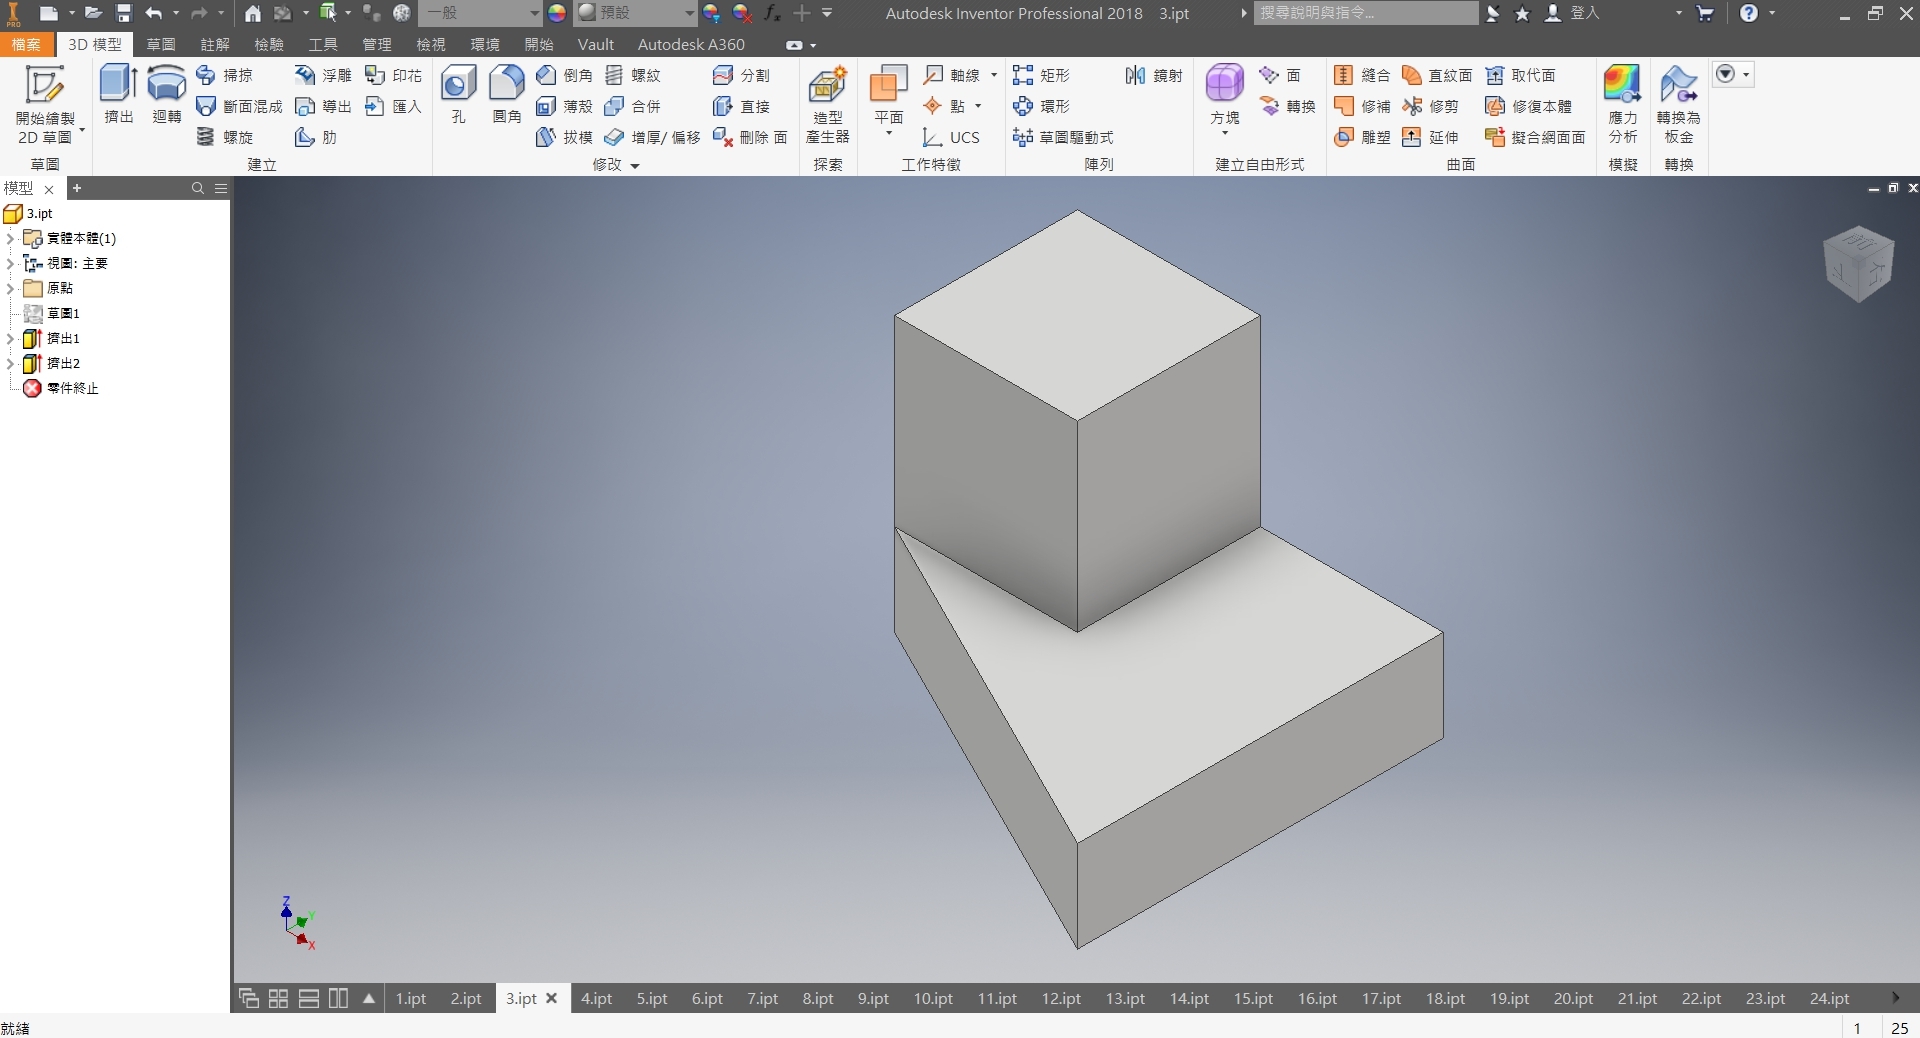 PRO 一般 預設 fx Autodesk Inventor Professional 2018 3.ipt 搜尋說明與指令... 登入
檔案 3D 模型 草圖 註解 檢驗 工具 管理 檢視 環境 開始 Vault Autodesk A360
開始繪製
2D 草圖
草圖
擠出 迴轉
掃掠 浮雕 印花
斷面混成 導出 匯入
螺旋 肋
建立
孔 圓角
倒角 螺紋 分割
薄殼 合併 直接
拔模 增厚/ 偏移 刪除 面
修改
造型
產生器
探索
平面
軸線
點
UCS
工作特徵
矩形 鏡射
環形
草圖驅動式
陣列
方塊
面
轉換
建立自由形式
縫合 直紋面 取代面
修補 修剪 修復本體
雕塑 延伸 擬合網面面
曲面
應力
分析
模擬
轉換為
板金
轉換
模型
3.ipt
實體本體(1)
視圖: 主要
原點
草圖1
擠出1
擠出2
零件終止
Z
Y
X
1.ipt 2.ipt 3.ipt 4.ipt 5.ipt 6.ipt 7.ipt 8.ipt 9.ipt 10.ipt 11.ipt 12.ipt 13.ipt 14.ipt 15.ipt 16.ipt 17.ipt 18.ipt 19.ipt 20.ipt 21.ipt 22.ipt 23.ipt 24.ipt
就緒 1 25